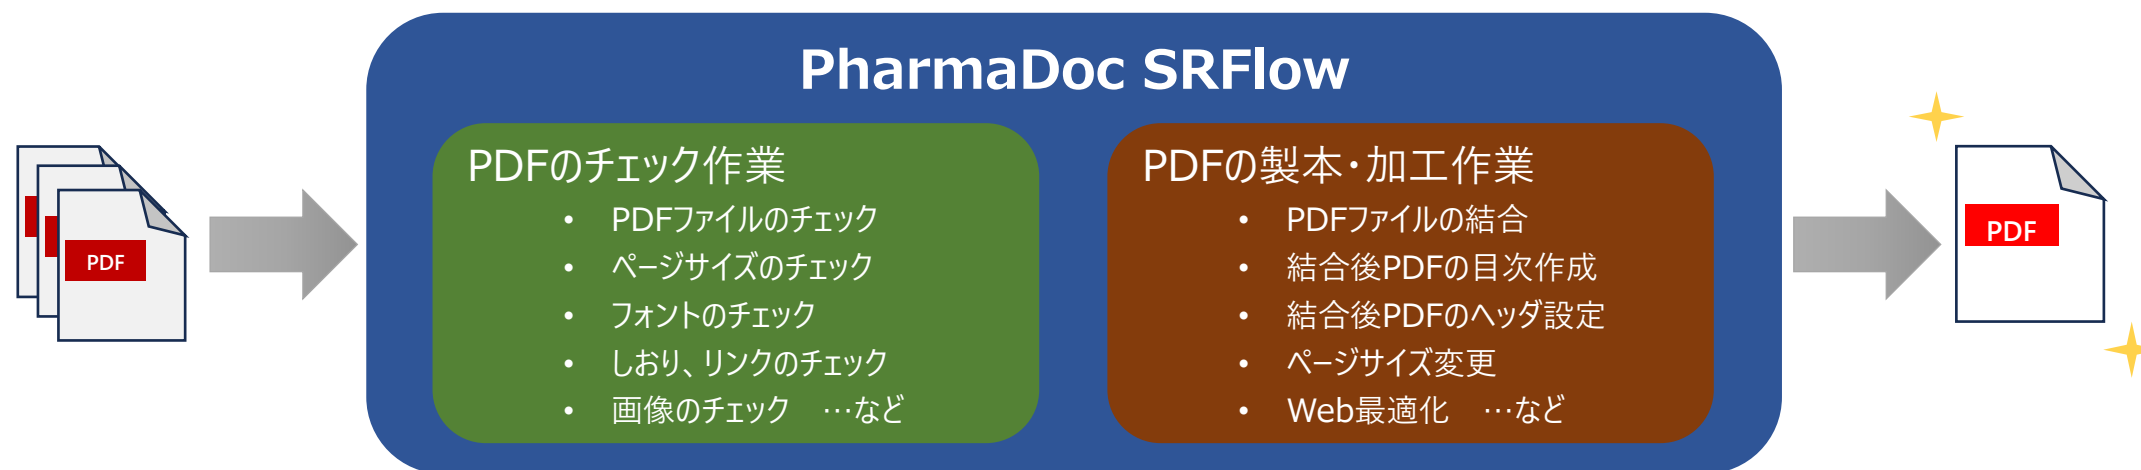 PharmaDoc SRFlow
PDF
PDFのチェック作業
• PDFファイルのチェック
• ページサイズのチェック
• フォントのチェック
• しおり、リンクのチェック
• 画像のチェック　…など
PDFの製本・加工作業
• PDFファイルの結合
• 結合後PDFの目次作成
• 結合後PDFのヘッダ設定
• ページサイズ変更
• Web最適化　…など
PDF